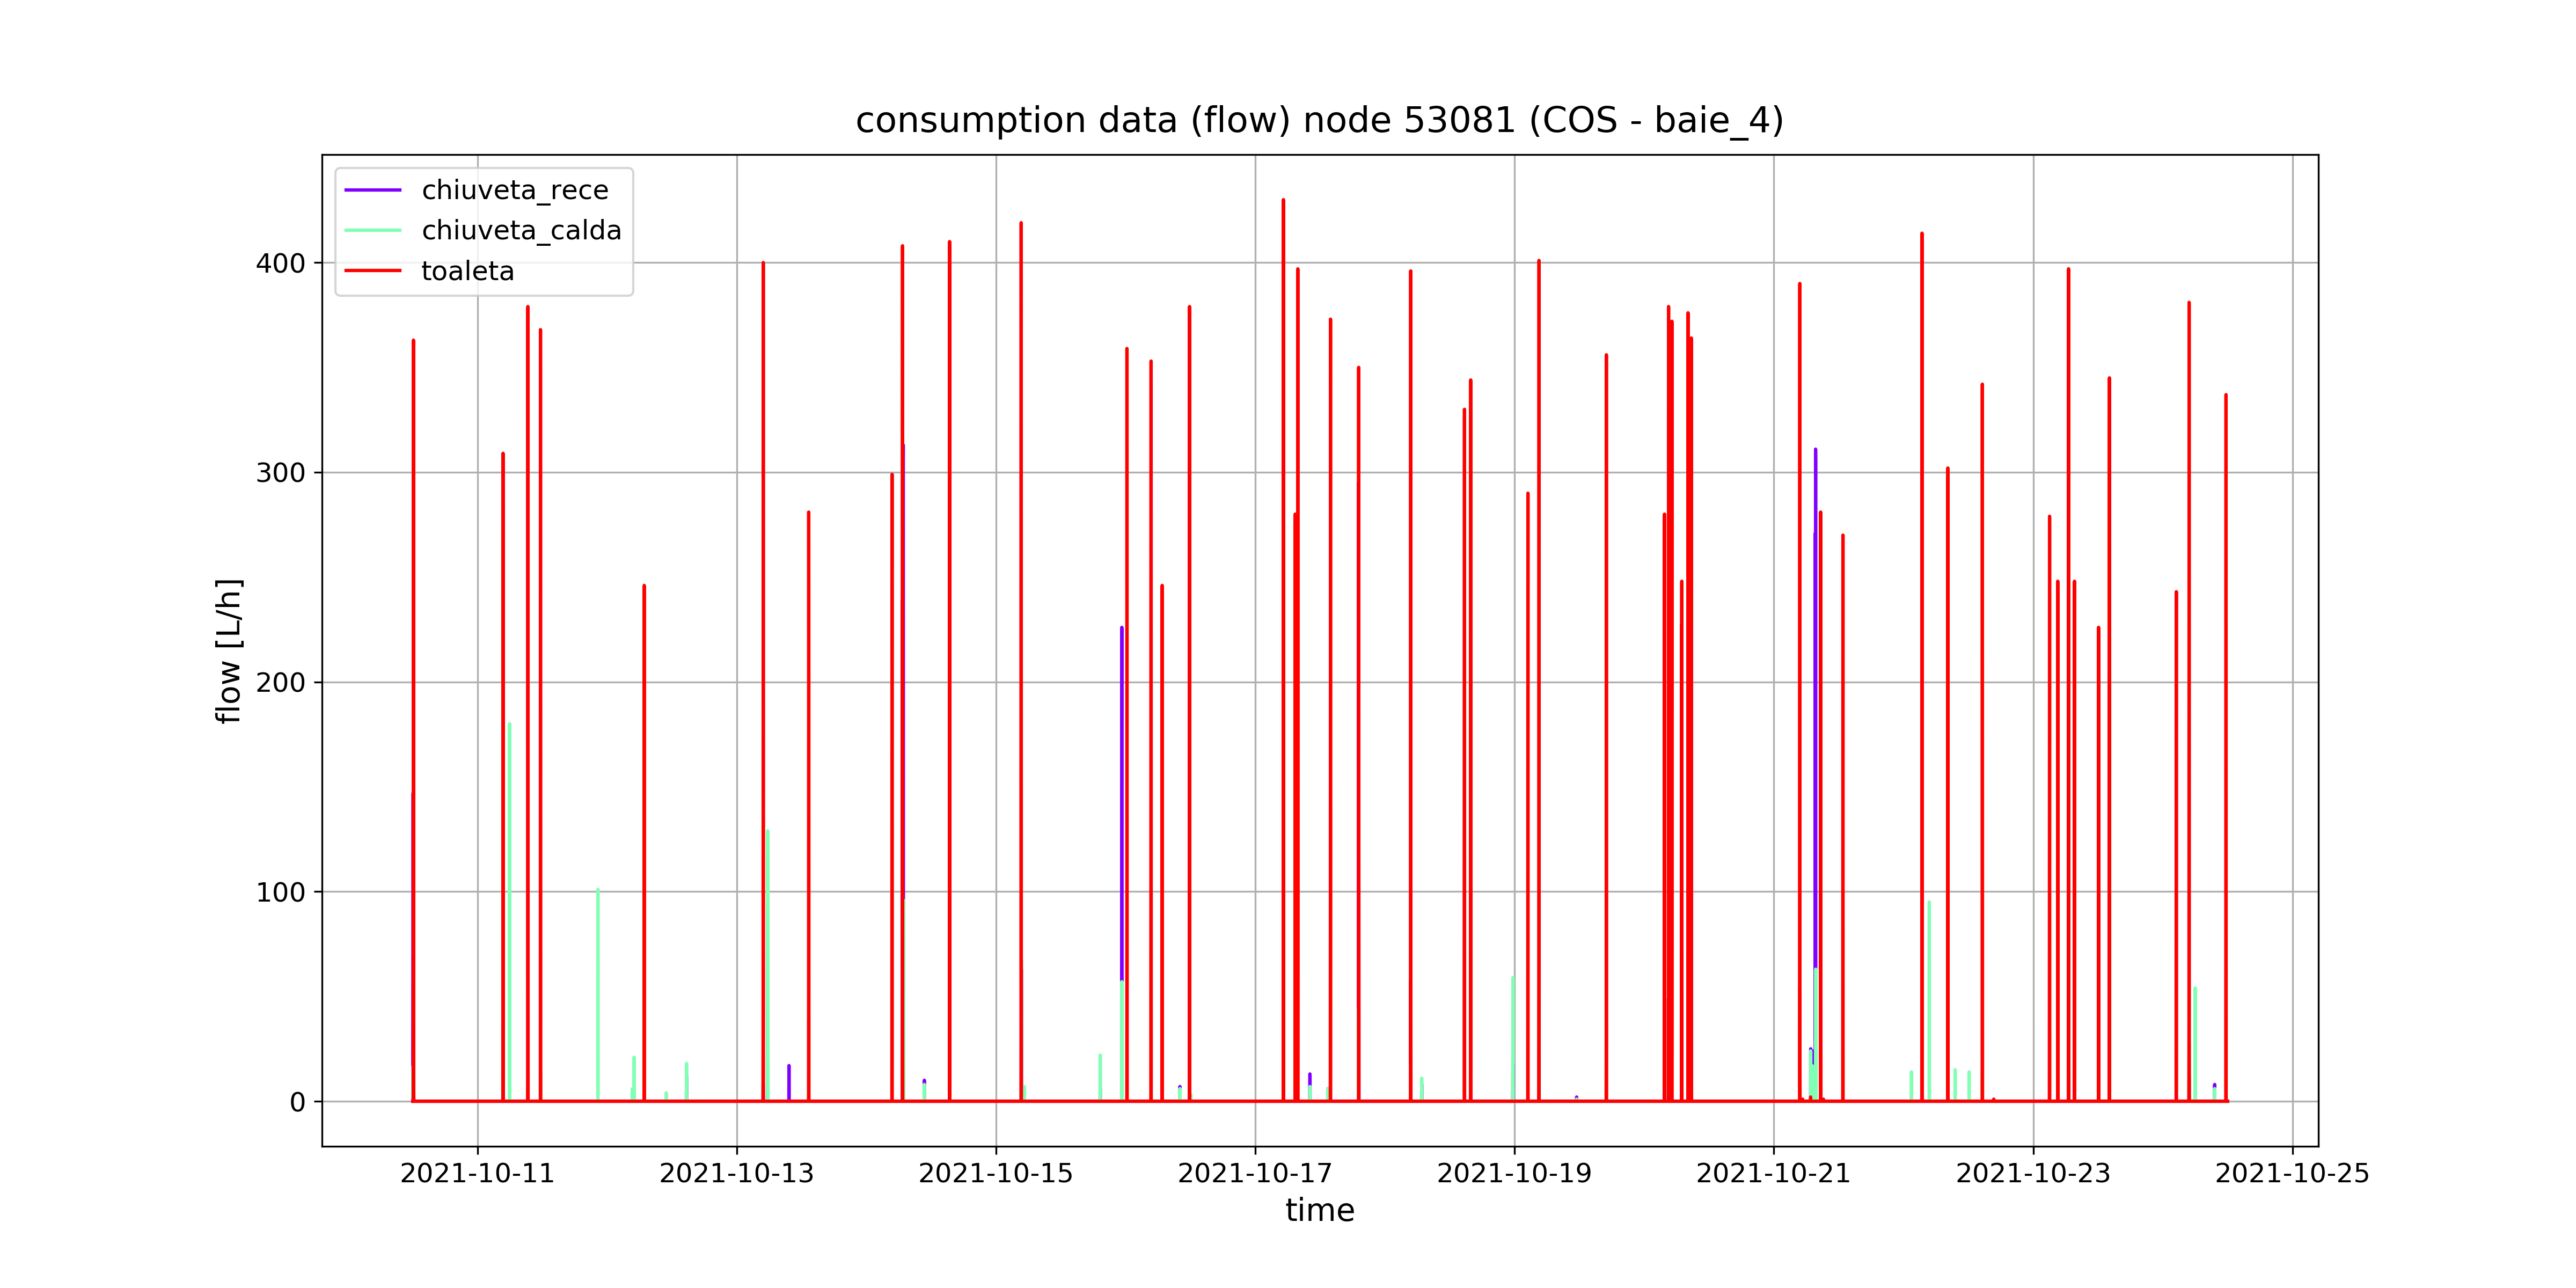 consumption data (flow) node 53081 (COS - baie_4)
chiuveta_rece
chiuveta_calda
toaleta
flow [L/h]
400
300
200
100
0
2021-10-11 2021-10-13 2021-10-15 2021-10-17 2021-10-19 2021-10-21 2021-10-23 2021-10-25
time